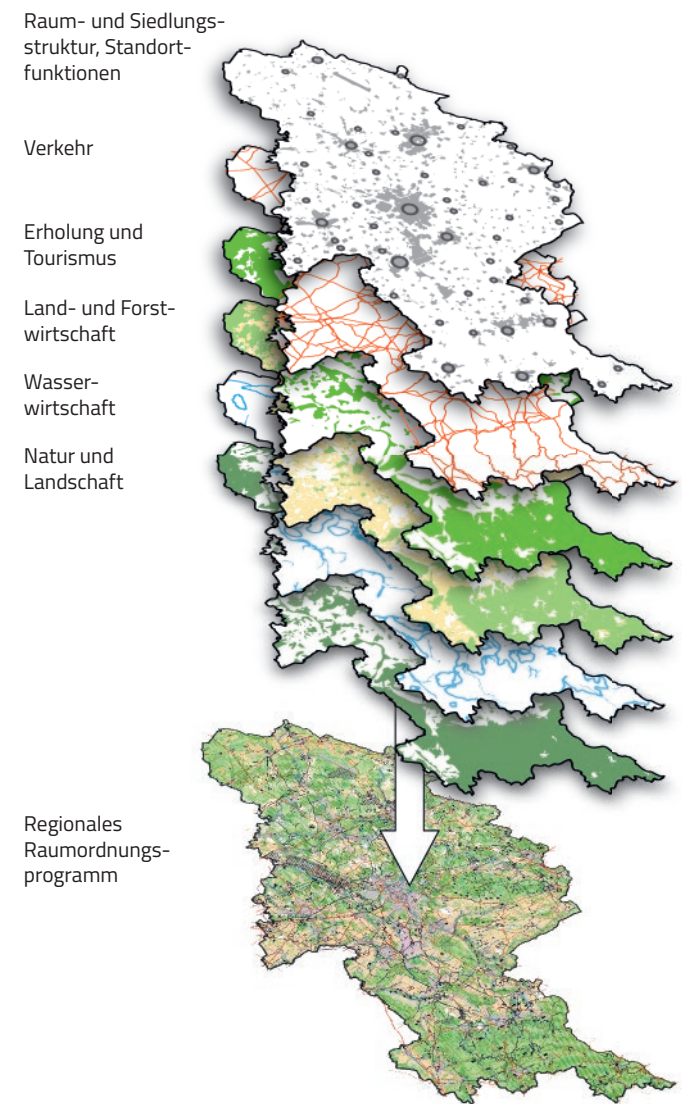 Raum- und Siedlungs-
struktur, Standort-
funktionen
Verkehr
Erholung und
Tourismus
Land- und Forst-
wirtschaft
Wasser-
wirtschaft
Natur und
Landschaft
Regionales
Raumordnungs-
programm